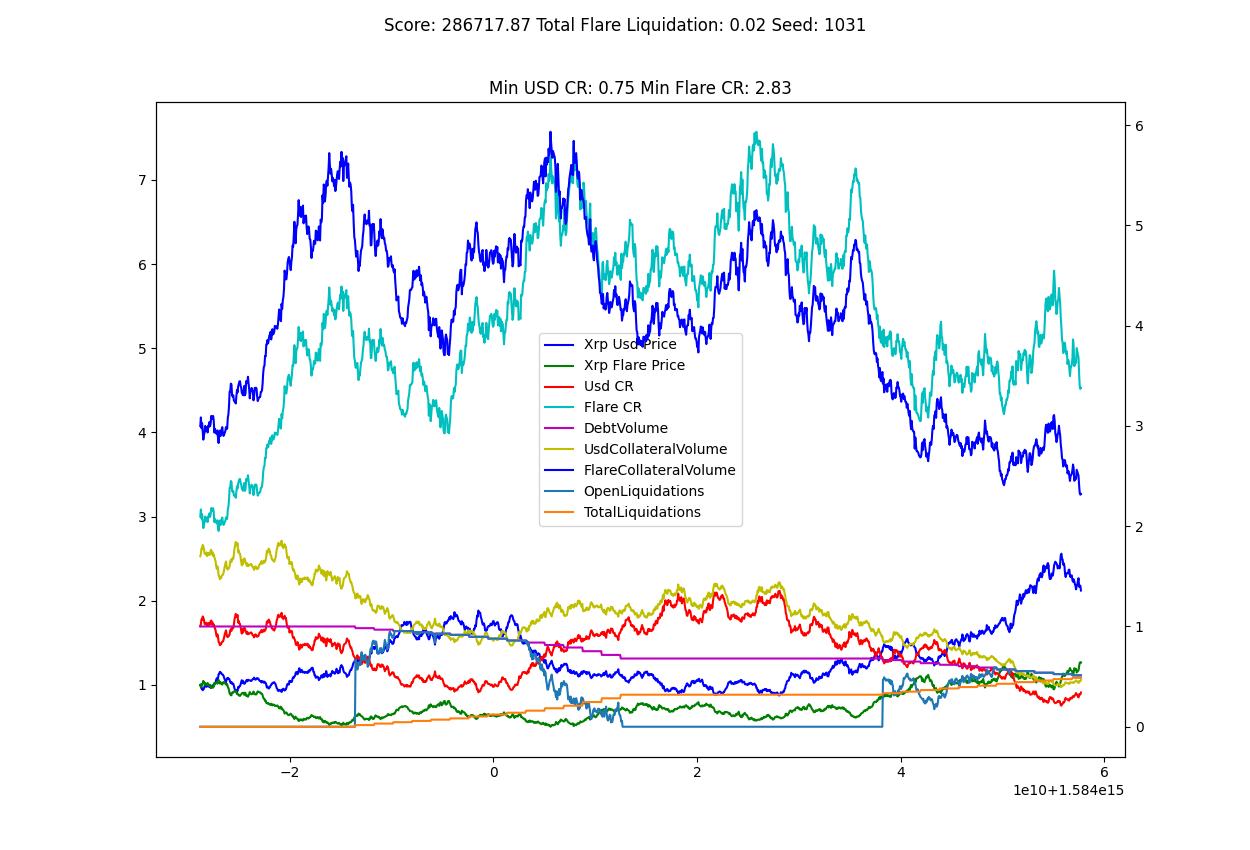 Score: 286717.87 Total Flare Liquidation: 0.02 Seed: 1031
Min USD CR: 0.75 Min Flare CR: 2.83
7
6
5
4
3
2
1
6
5
4
3
2
1
0
Xrp Usd Price
Xrp Flare Price
Usd CR
Flare CR
DebtVolume
UsdCollateralVolume
FlareCollateralVolume
OpenLiquidations
TotalLiquidations
−2 0 2 4 6
1e10+1.584e15